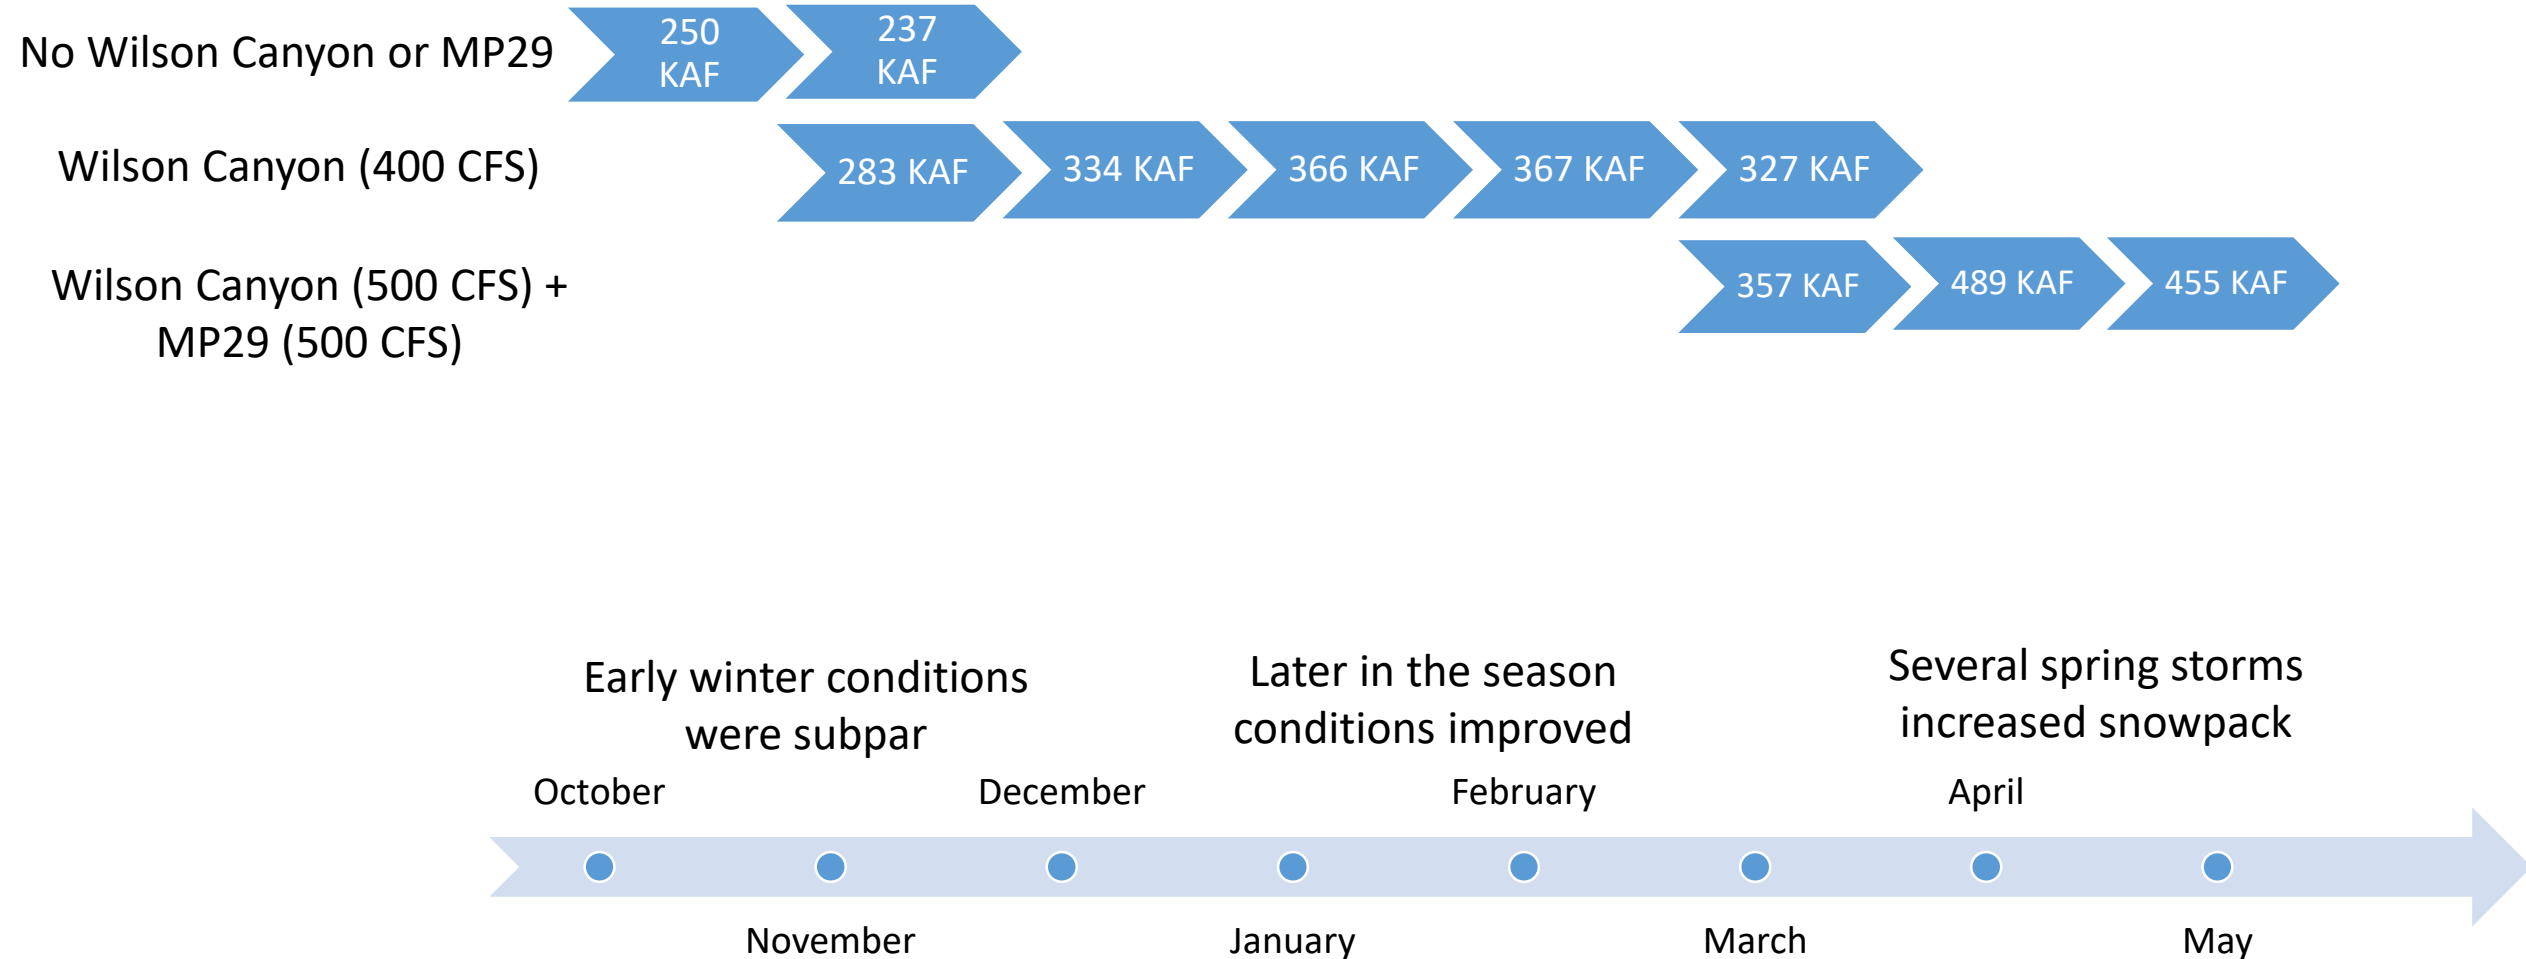 No Wilson Canyon or MP29
250
KAF
237
KAF
Wilson Canyon (400 CFS)
283 KAF
334 KAF
366 KAF
367 KAF
327 KAF
Wilson Canyon (500 CFS) +
MP29 (500 CFS)
357 KAF
489 KAF
455 KAF
Early winter conditions
were subpar
Later in the season
conditions improved
Several spring storms
increased snowpack
October
December
February
April
November
January
March
May